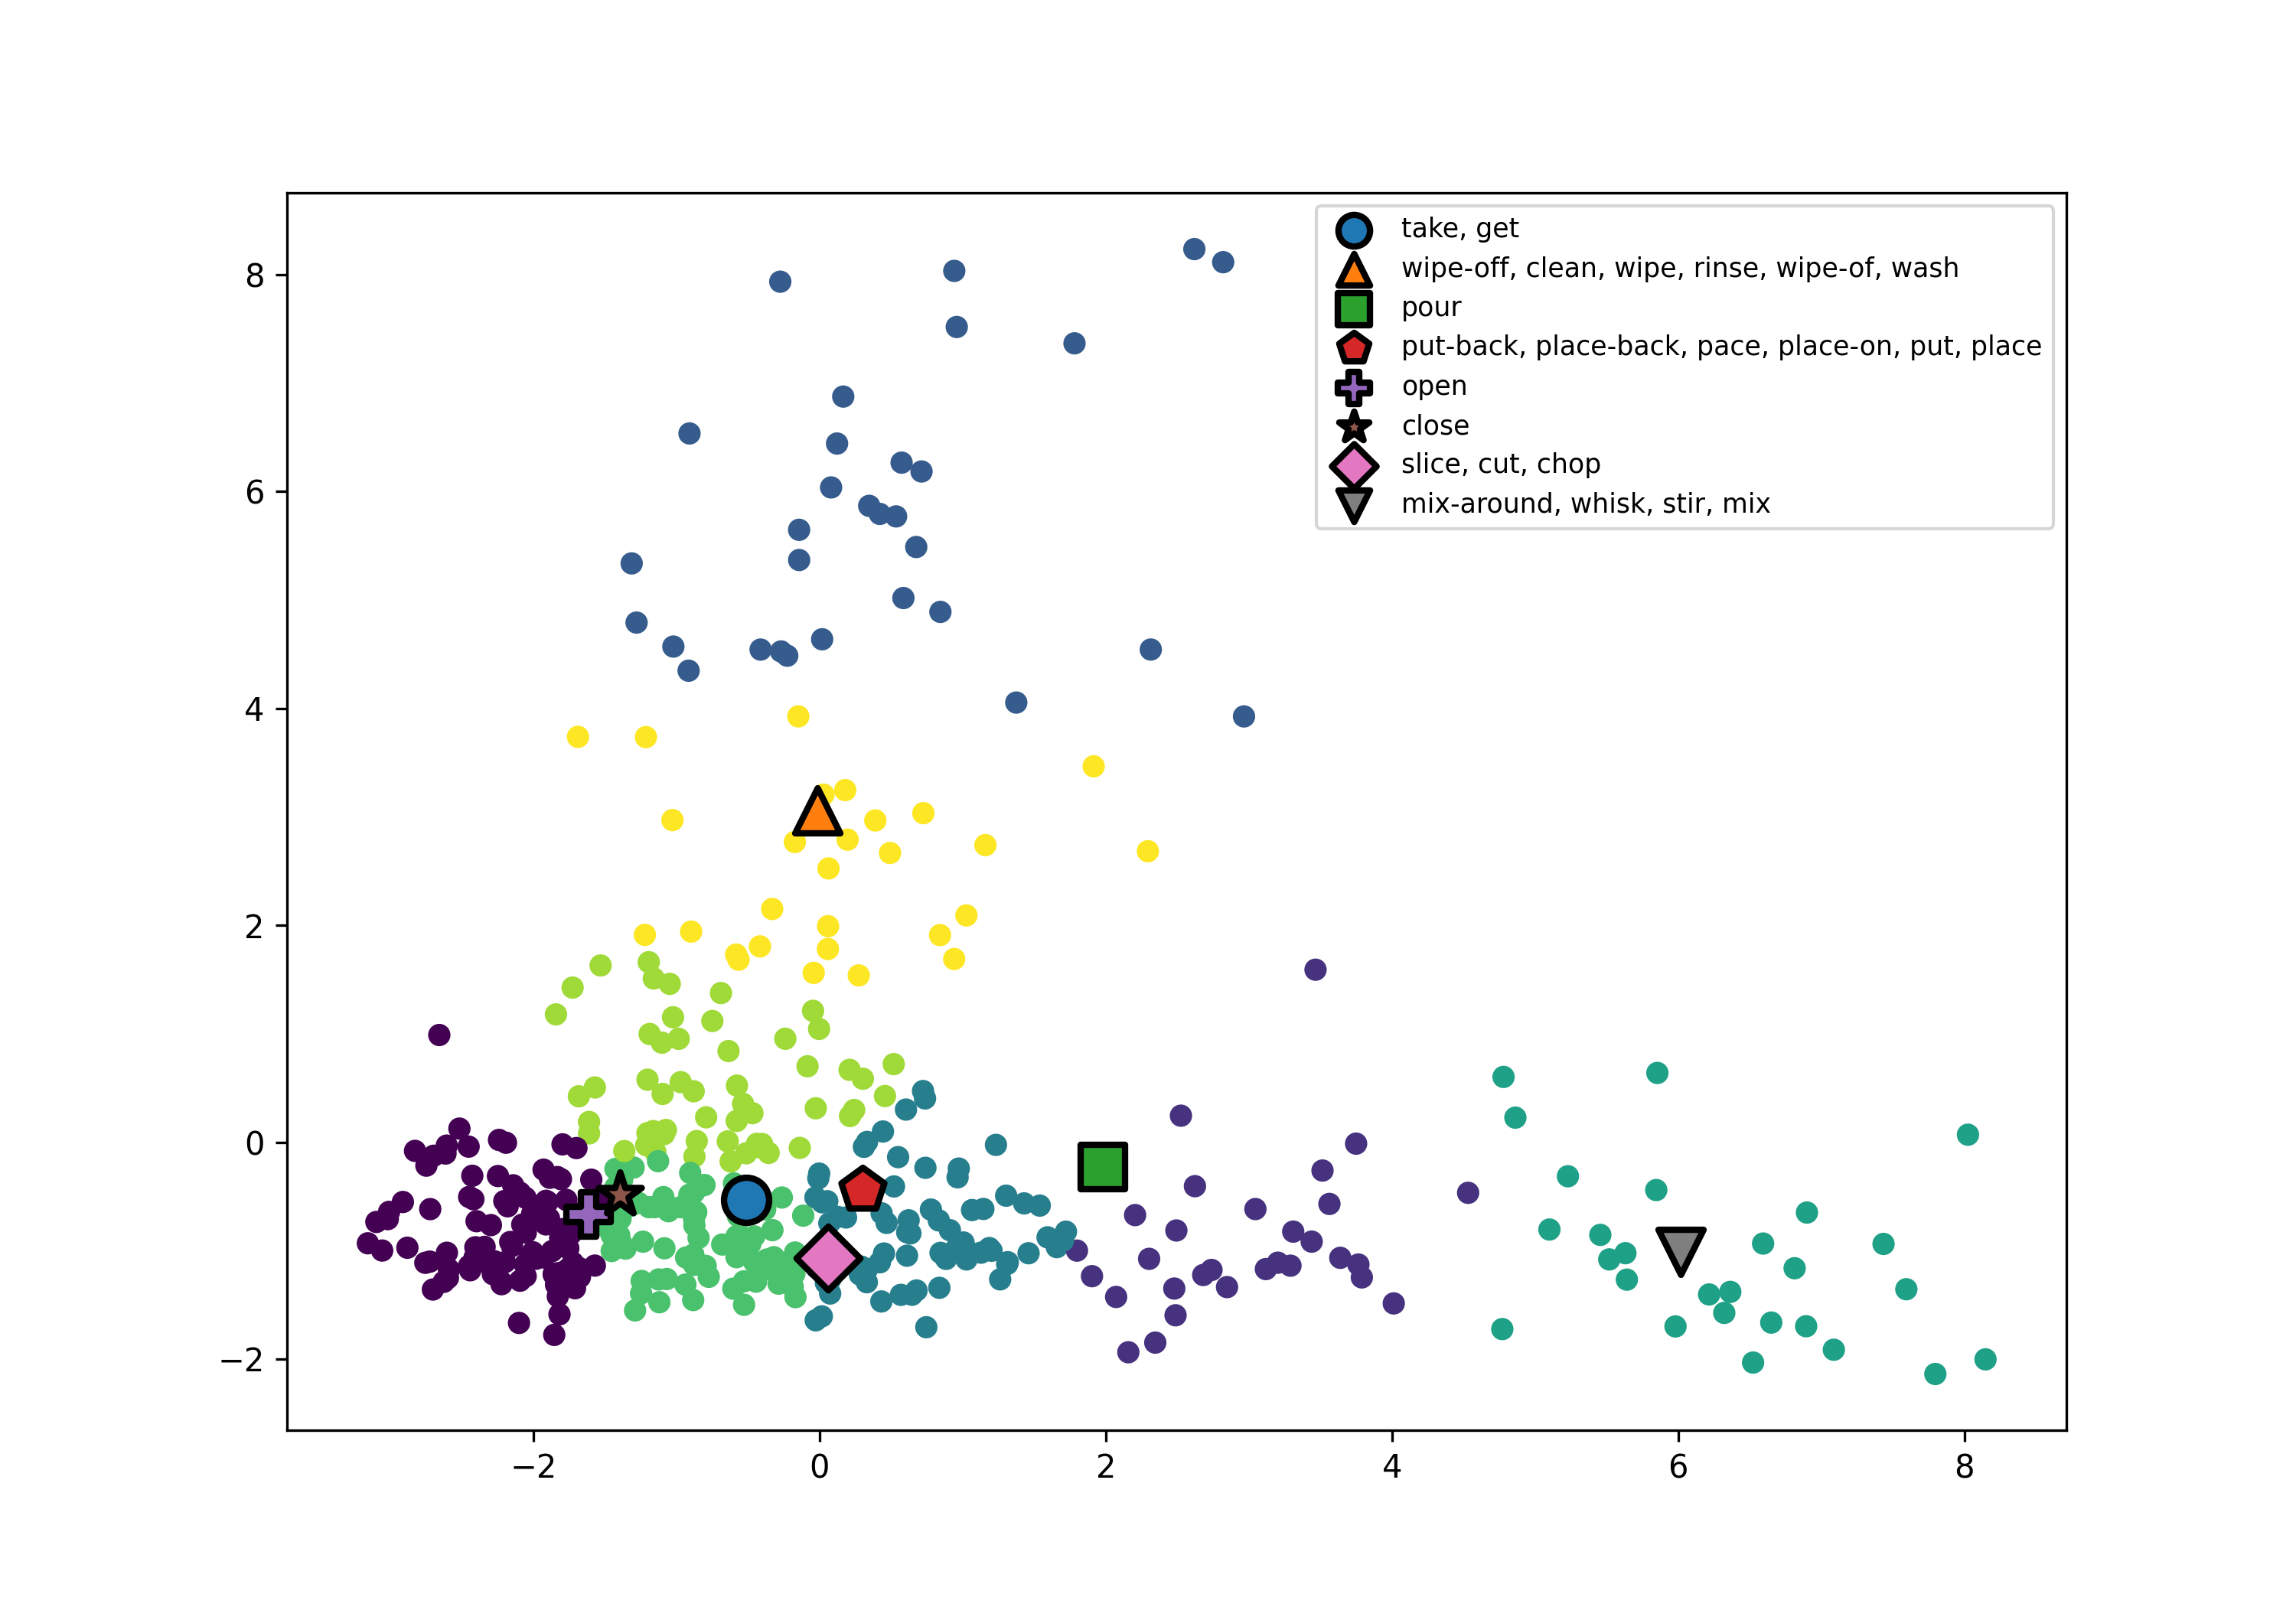 take, get
wipe-off, clean, wipe, rinse, wipe-of, wash
pour
put-back, place-back, pace, place-on, put, place
open
close
slice, cut, chop
mix-around, whisk, stir, mix
8
6
4
2
0
−2
−2 0 2 4 6 8